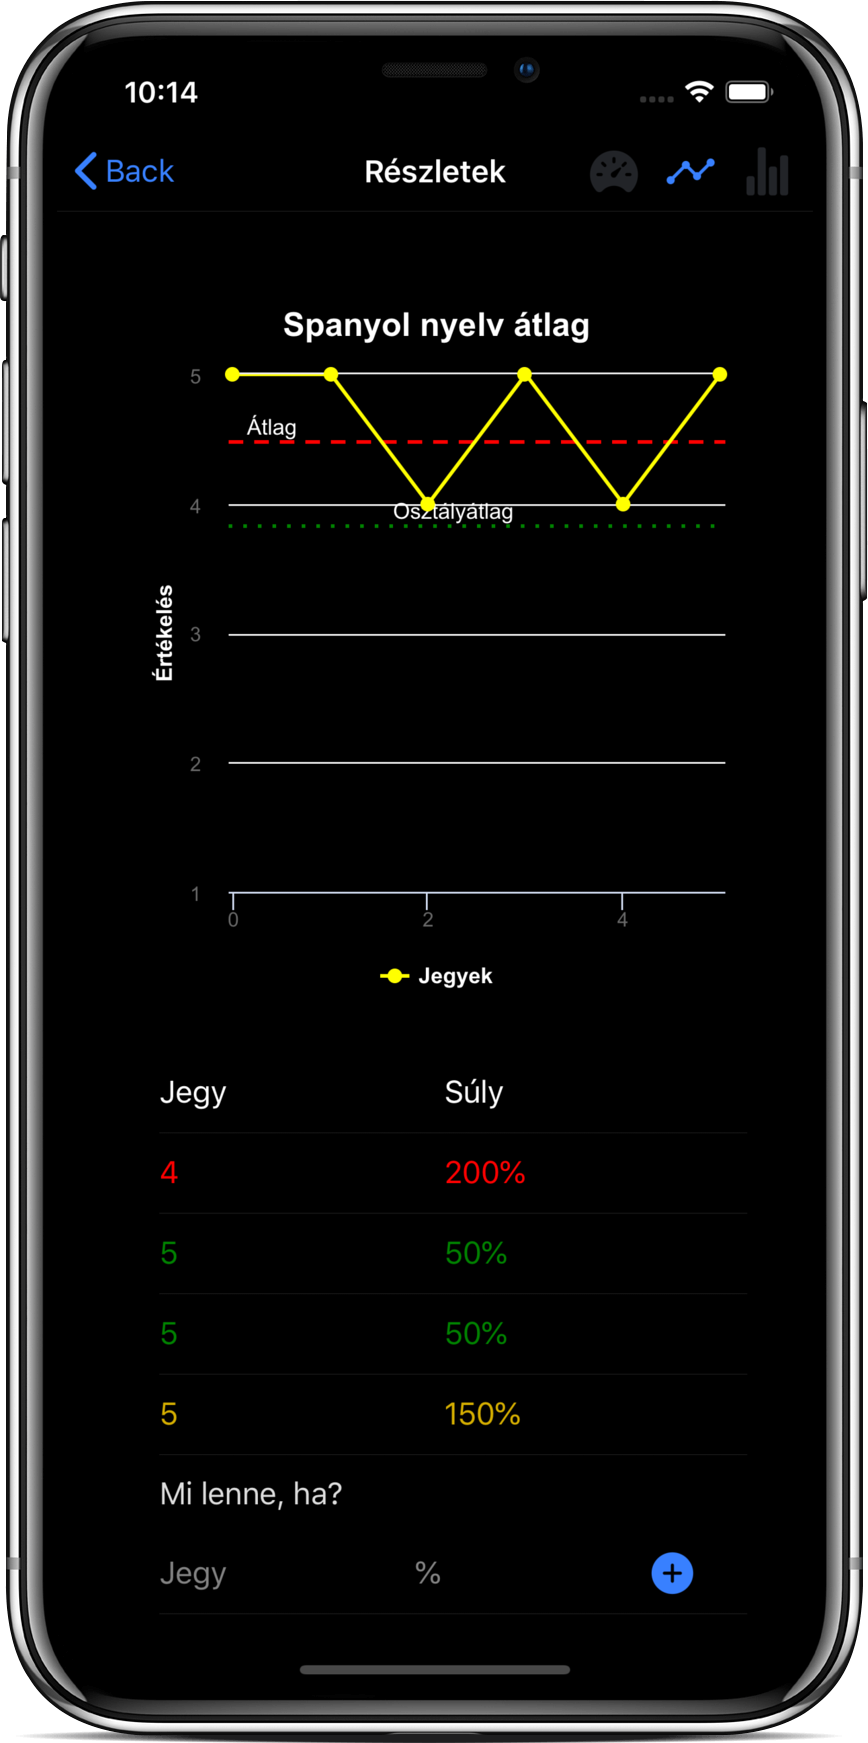 10:14
Back Részletek
Spanyol nyelv átlag
5
Átlag
4
Osztályátlag
Értékelés
3
2
1
0 2 4
Jegyek
Jegy Súly
4 200%
5 50%
5 50%
5 150%
Mi lenne, ha?
Jegy %